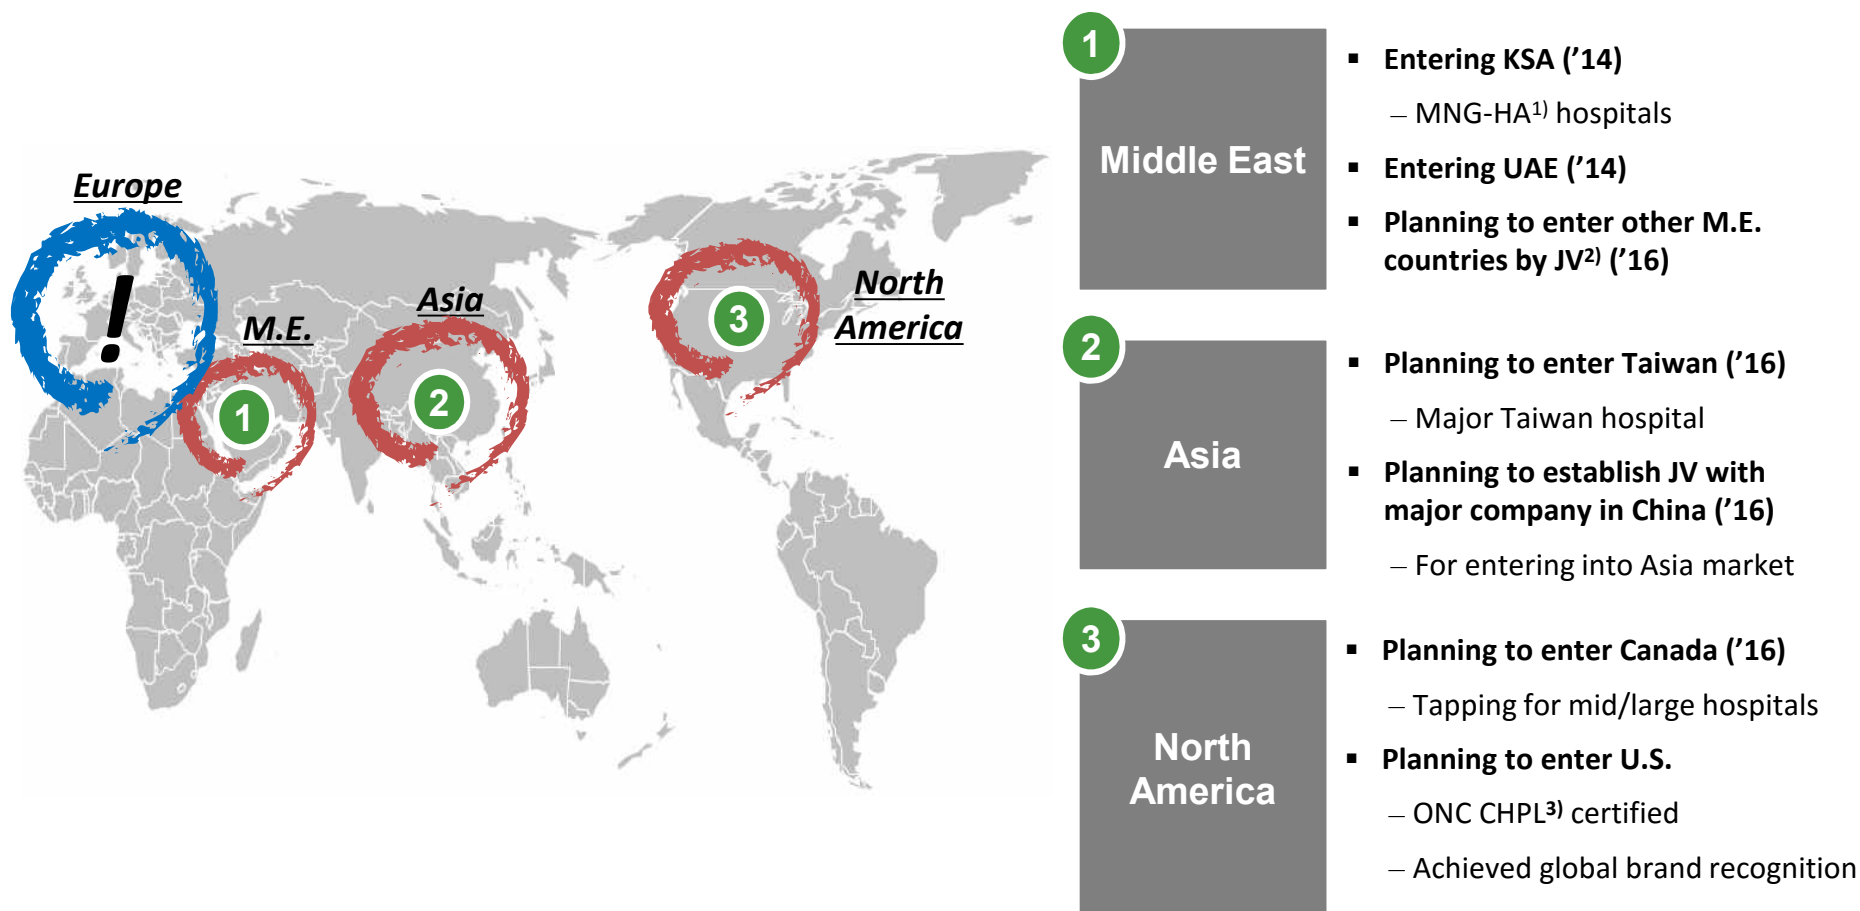 Europe
!
M.E.
1
Asia
2
3
North
America
1
Middle East
▪ Entering KSA (’14)
– MNG-HA1) hospitals
▪ Entering UAE (’14)
▪ Planning to enter other M.E.
countries by JV2) (’16)
2
Asia
▪ Planning to enter Taiwan (’16)
– Major Taiwan hospital
▪ Planning to establish JV with
major company in China (’16)
– For entering into Asia market
3
North
America
▪ Planning to enter Canada (’16)
– Tapping for mid/large hospitals
▪ Planning to enter U.S.
– ONC CHPL3) certified
– Achieved global brand recognition